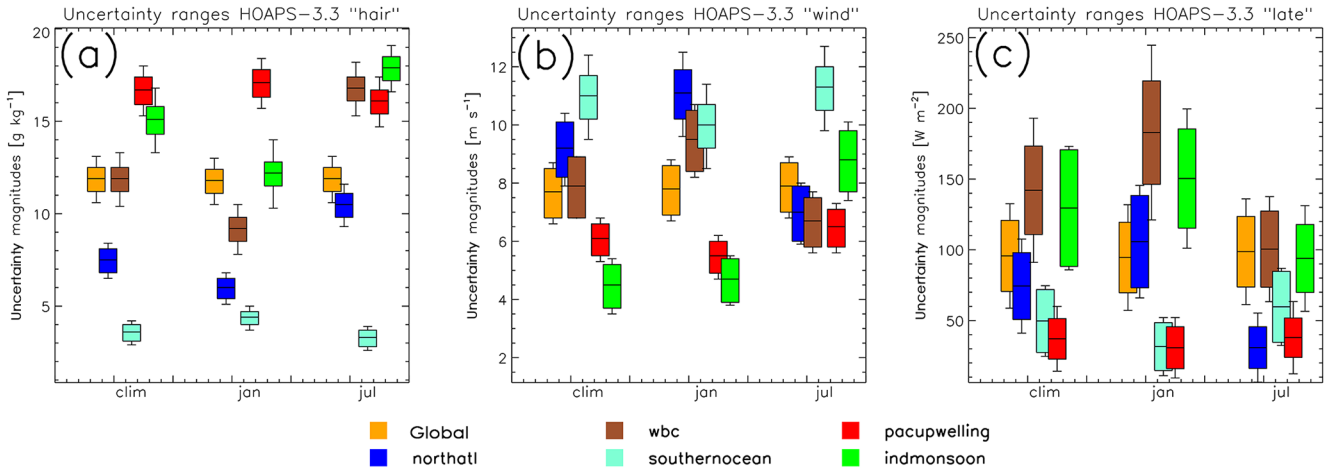 Uncertainty ranges HOAPS-3.3 "hair"
(a)
Uncertainty magnitudes [g kg⁻¹]
20
15
10
5
clim jan jul
Uncertainty ranges HOAPS-3.3 "wind"
(b)
Uncertainty magnitudes [m s⁻¹]
12
10
8
6
4
2
clim jan jul
Uncertainty ranges HOAPS-3.3 "late"
(c)
Uncertainty magnitudes [W m⁻²]
250
200
150
100
50
clim jan jul
Global wbc pacupwelling
northatl southernocean indmonsoon